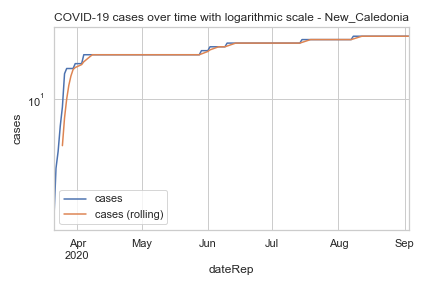 COVID-19 cases over time with logarithmic scale - New_Caledonia
cases
10¹
cases
cases (rolling)
Apr
2020
May
Jun
Jul
Aug
Sep
dateRep